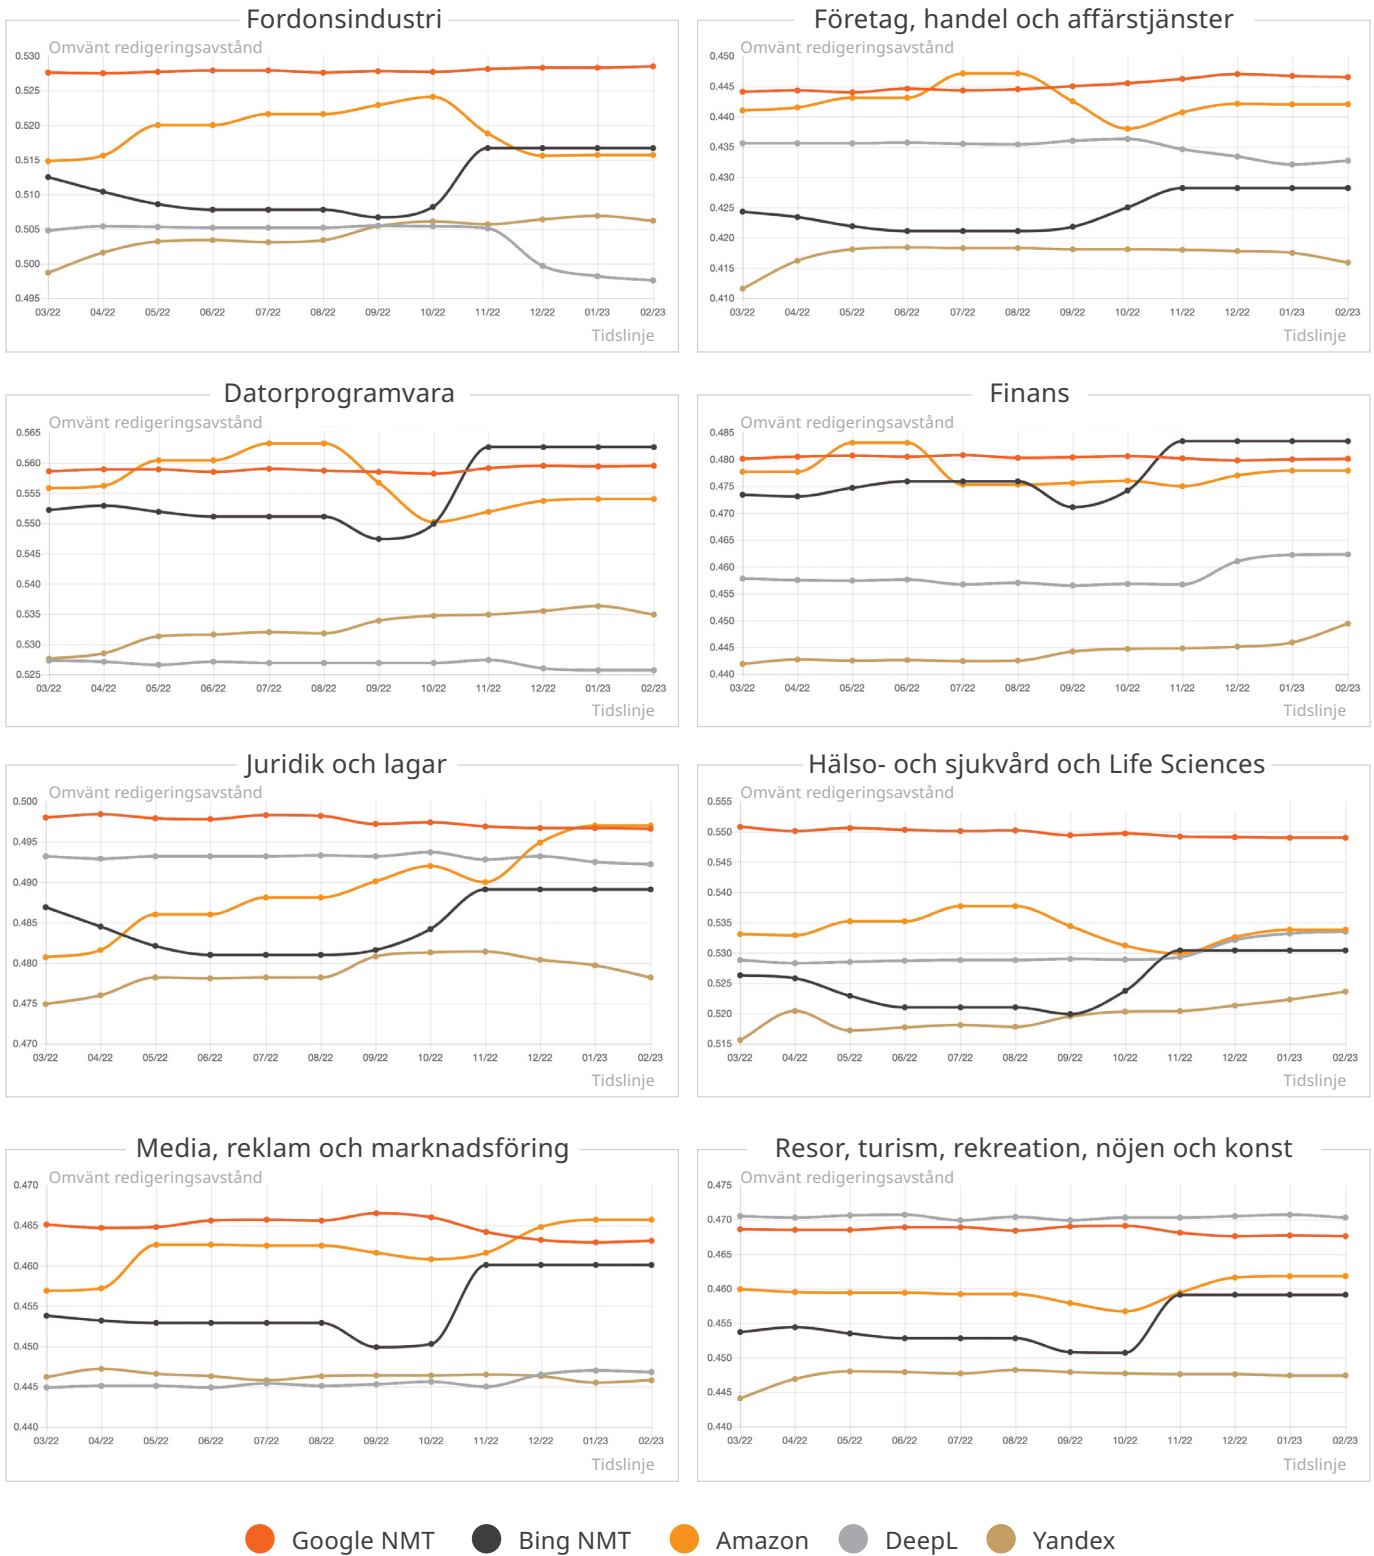 Fordonsindustri
Omvänt redigeringsavstånd
0.530
0.525
0.520
0.515
0.510
0.505
0.500
0.495
03/22 04/22 05/22 06/22 07/22 08/22 09/22 10/22 11/22 12/22 01/23 02/23
Tidslinje
Företag, handel och affärstjänster
Omvänt redigeringsavstånd
0.450
0.445
0.440
0.435
0.430
0.425
0.420
0.415
0.410
03/22 04/22 05/22 06/22 07/22 08/22 09/22 10/22 11/22 12/22 01/23 02/23
Tidslinje
Datorprogramvara
Omvänt redigeringsavstånd
0.565
0.560
0.555
0.550
0.545
0.540
0.535
0.530
0.525
03/22 04/22 05/22 06/22 07/22 08/22 09/22 10/22 11/22 12/22 01/23 02/23
Tidslinje
Finans
Omvänt redigeringsavstånd
0.485
0.480
0.475
0.470
0.465
0.460
0.455
0.450
0.445
0.440
03/22 04/22 05/22 06/22 07/22 08/22 09/22 10/22 11/22 12/22 01/23 02/23
Tidslinje
Juridik och lagar
Omvänt redigeringsavstånd
0.500
0.495
0.490
0.485
0.480
0.475
0.470
03/22 04/22 05/22 06/22 07/22 08/22 09/22 10/22 11/22 12/22 01/23 02/23
Tidslinje
Hälso- och sjukvård och Life Sciences
Omvänt redigeringsavstånd
0.555
0.550
0.545
0.540
0.535
0.530
0.525
0.520
0.515
03/22 04/22 05/22 06/22 07/22 08/22 09/22 10/22 11/22 12/22 01/23 02/23
Tidslinje
Media, reklam och marknadsföring
Omvänt redigeringsavstånd
0.470
0.465
0.460
0.455
0.450
0.445
0.440
03/22 04/22 05/22 06/22 07/22 08/22 09/22 10/22 11/22 12/22 01/23 02/23
Tidslinje
Resor, turism, rekreation, nöjen och konst
Omvänt redigeringsavstånd
0.475
0.470
0.465
0.460
0.455
0.450
0.445
0.440
03/22 04/22 05/22 06/22 07/22 08/22 09/22 10/22 11/22 12/22 01/23 02/23
Tidslinje
Google NMT Bing NMT Amazon DeepL Yandex